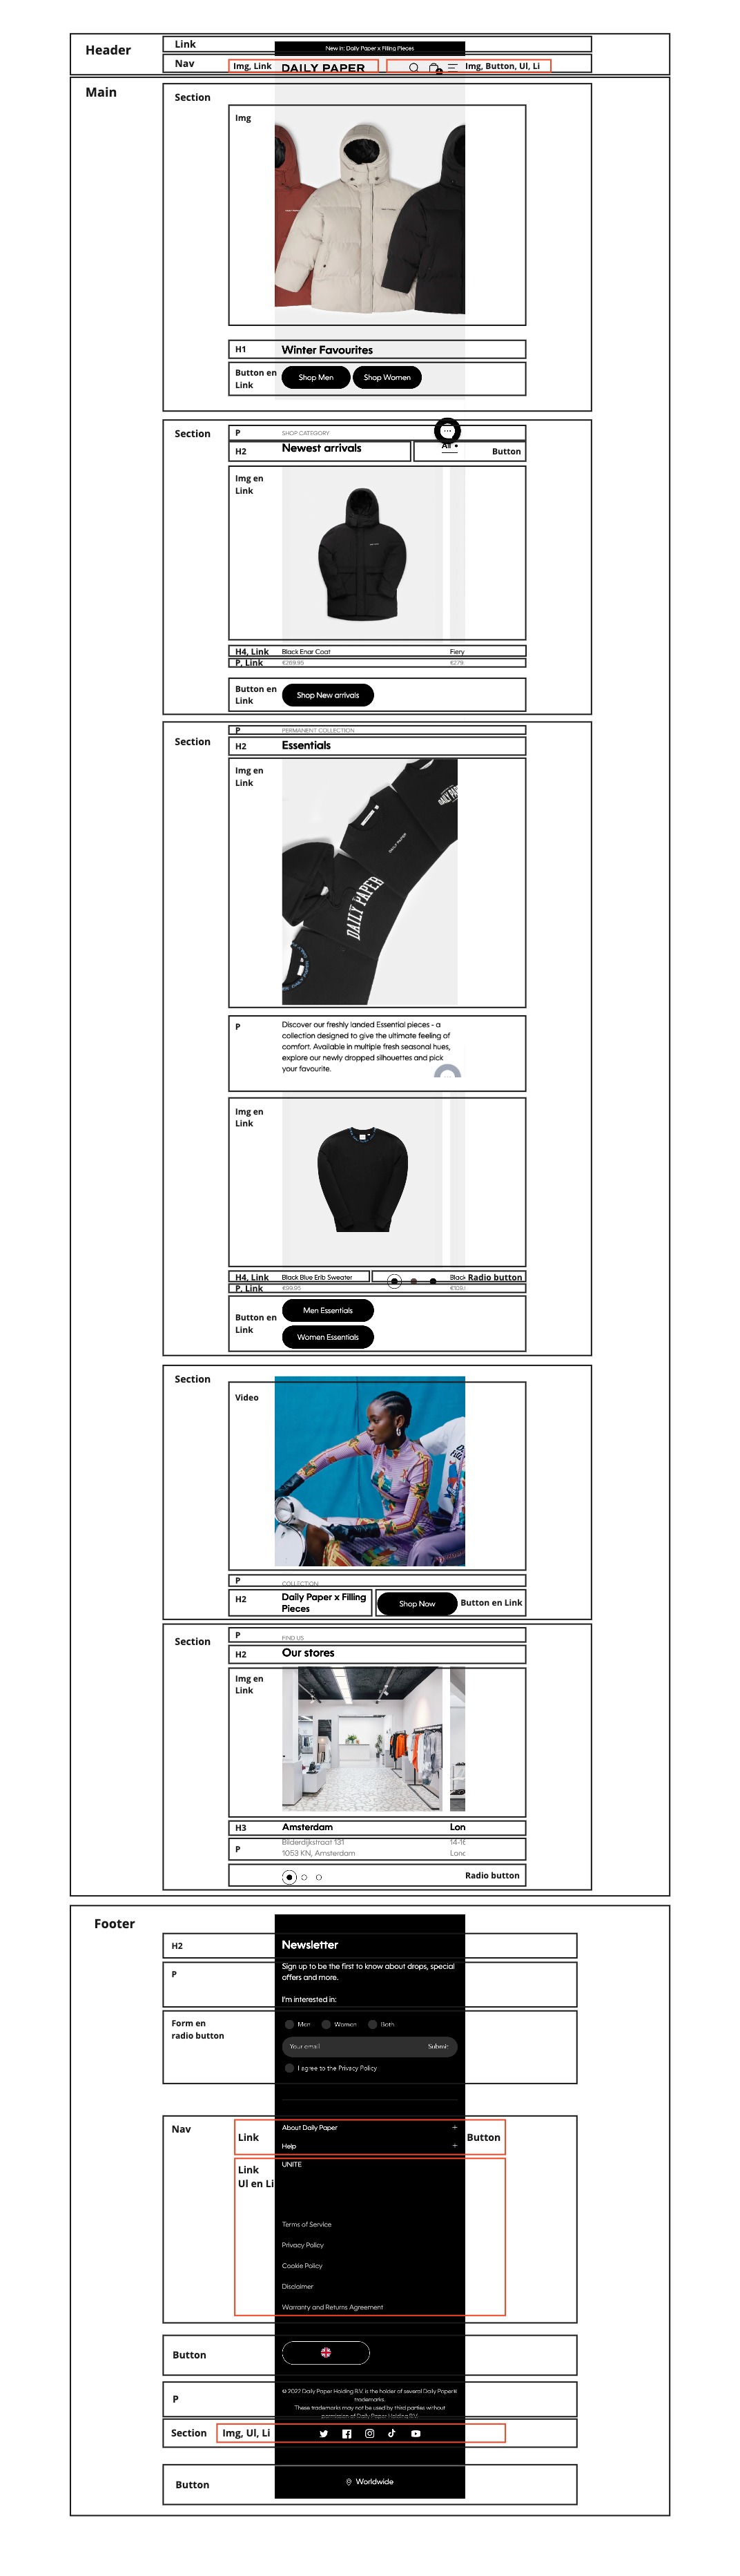 Header
Link
New in: Daily Paper x Filling Pieces
Nav
Img, Link
DAILY PAPER
Img, Button, Ul, Li
Main
Section
Img
H1
Winter Favourites
Button en
Link
Shop Men
Shop Women
Section
P
SHOP CATEGORY
H2
Newest arrivals
All
Button
Img en
Link
H4, Link
Black Enar Coat
Fiery
P, Link
€269.95
€279.
Button en
Link
Shop New arrivals
Section
P
PERMANENT COLLECTION
H2
Essentials
Img en
Link
DAILY PAPER
P
Discover our freshly landed Essential pieces - a
collection designed to give the ultimate feeling of
comfort. Available in multiple fresh seasonal hues,
explore our newly dropped silhouettes and pick
your favourite.
Img en
Link
H4, Link
Black Blue Erib Sweater
Black
Radio button
P, Link
€99.95
Button en
Link
Men Essentials
Women Essentials
Section
Video
P
COLLECTION
H2
Daily Paper x Filling
Pieces
Shop Now
Button en Link
Section
P
FIND US
H2
Our stores
Img en
Link
H3
Amsterdam
Lon
P
Bilderdijkstraat 131
14-16
1053 KN, Amsterdam
Lond
Radio button
Footer
H2
Newsletter
P
Sign up to be the first to know about drops, special
offers and more.
I'm interested in:
Form en
radio button
Men
Women
Both
Your email
Submit
I agree to the Privacy Policy
Nav
Link
About Daily Paper
+
Help
+
Button
Link
Ul en Li
UNITE
Terms of Service
Privacy Policy
Cookie Policy
Disclaimer
Warranty and Returns Agreement
Button
P
© 2022 Daily Paper Holding B.V. is the holder of several Daily Paper®
trademarks.
These trademarks may not be used by third parties without
permission of Daily Paper Holding B.V.
Section
Img, Ul, Li
Button
Worldwide